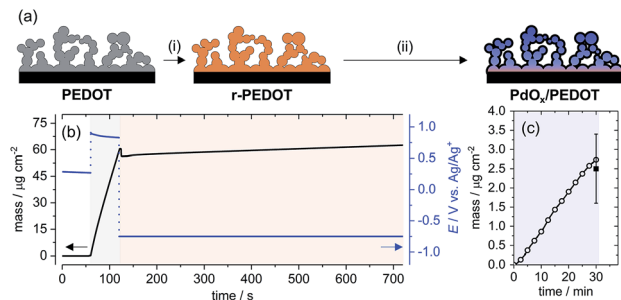 (a)
(i)
(ii)
PEDOT
r-PEDOT
PdOₓ/PEDOT
(b)
75
60
45
30
15
0
mass / µg cm⁻²
0 100 200 300 400 500 600 700
time / s
1.0
0.5
0.0
-0.5
-1.0
E / V vs. Ag/Ag⁺
(c)
4.0
3.5
3.0
2.5
2.0
1.5
1.0
0.5
0.0
mass / µg cm⁻²
0 10 20 30
time / min